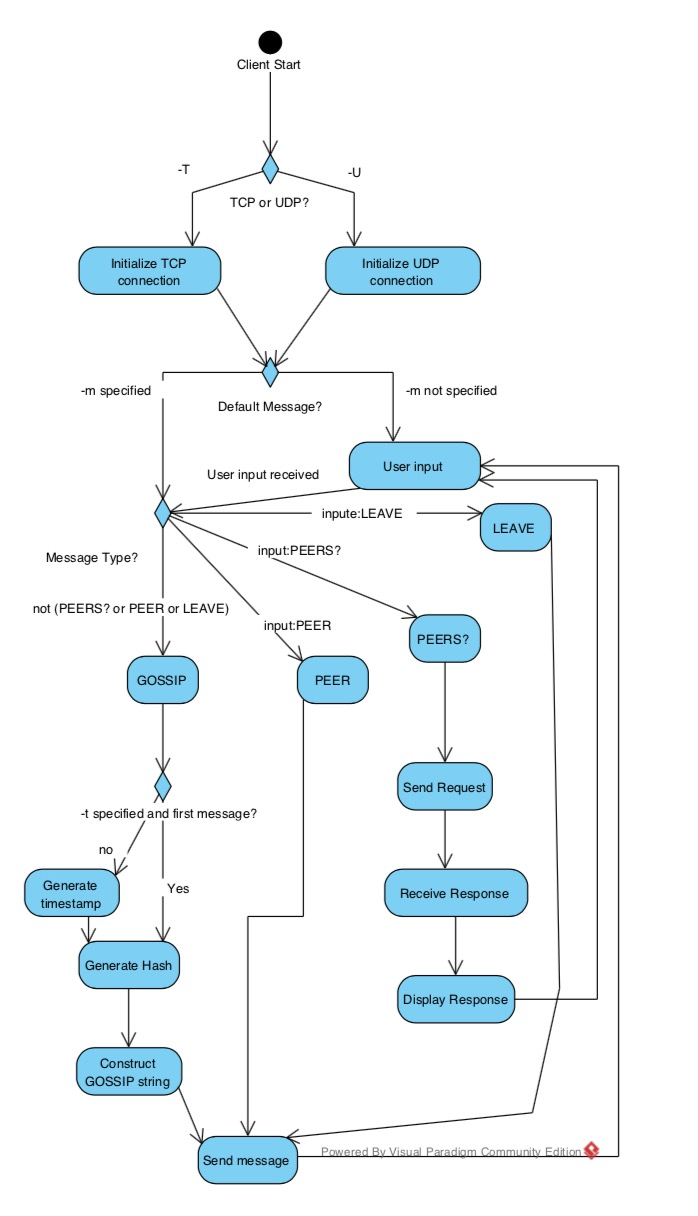 Client Start
-T
-U
TCP or UDP?
Initialize TCP
connection
Initialize UDP
connection
-m specified
-m not specified
Default Message?
User input
User input received
inpute:LEAVE
LEAVE
input:PEERS?
Message Type?
not (PEERS? or PEER or LEAVE)
input:PEER
PEERS?
GOSSIP
PEER
Send Request
-t specified and first message?
no
Yes
Generate
timestamp
Receive Response
Generate Hash
Display Response
Construct
GOSSIP string
Send message
Powered By Visual Paradigm Community Edition